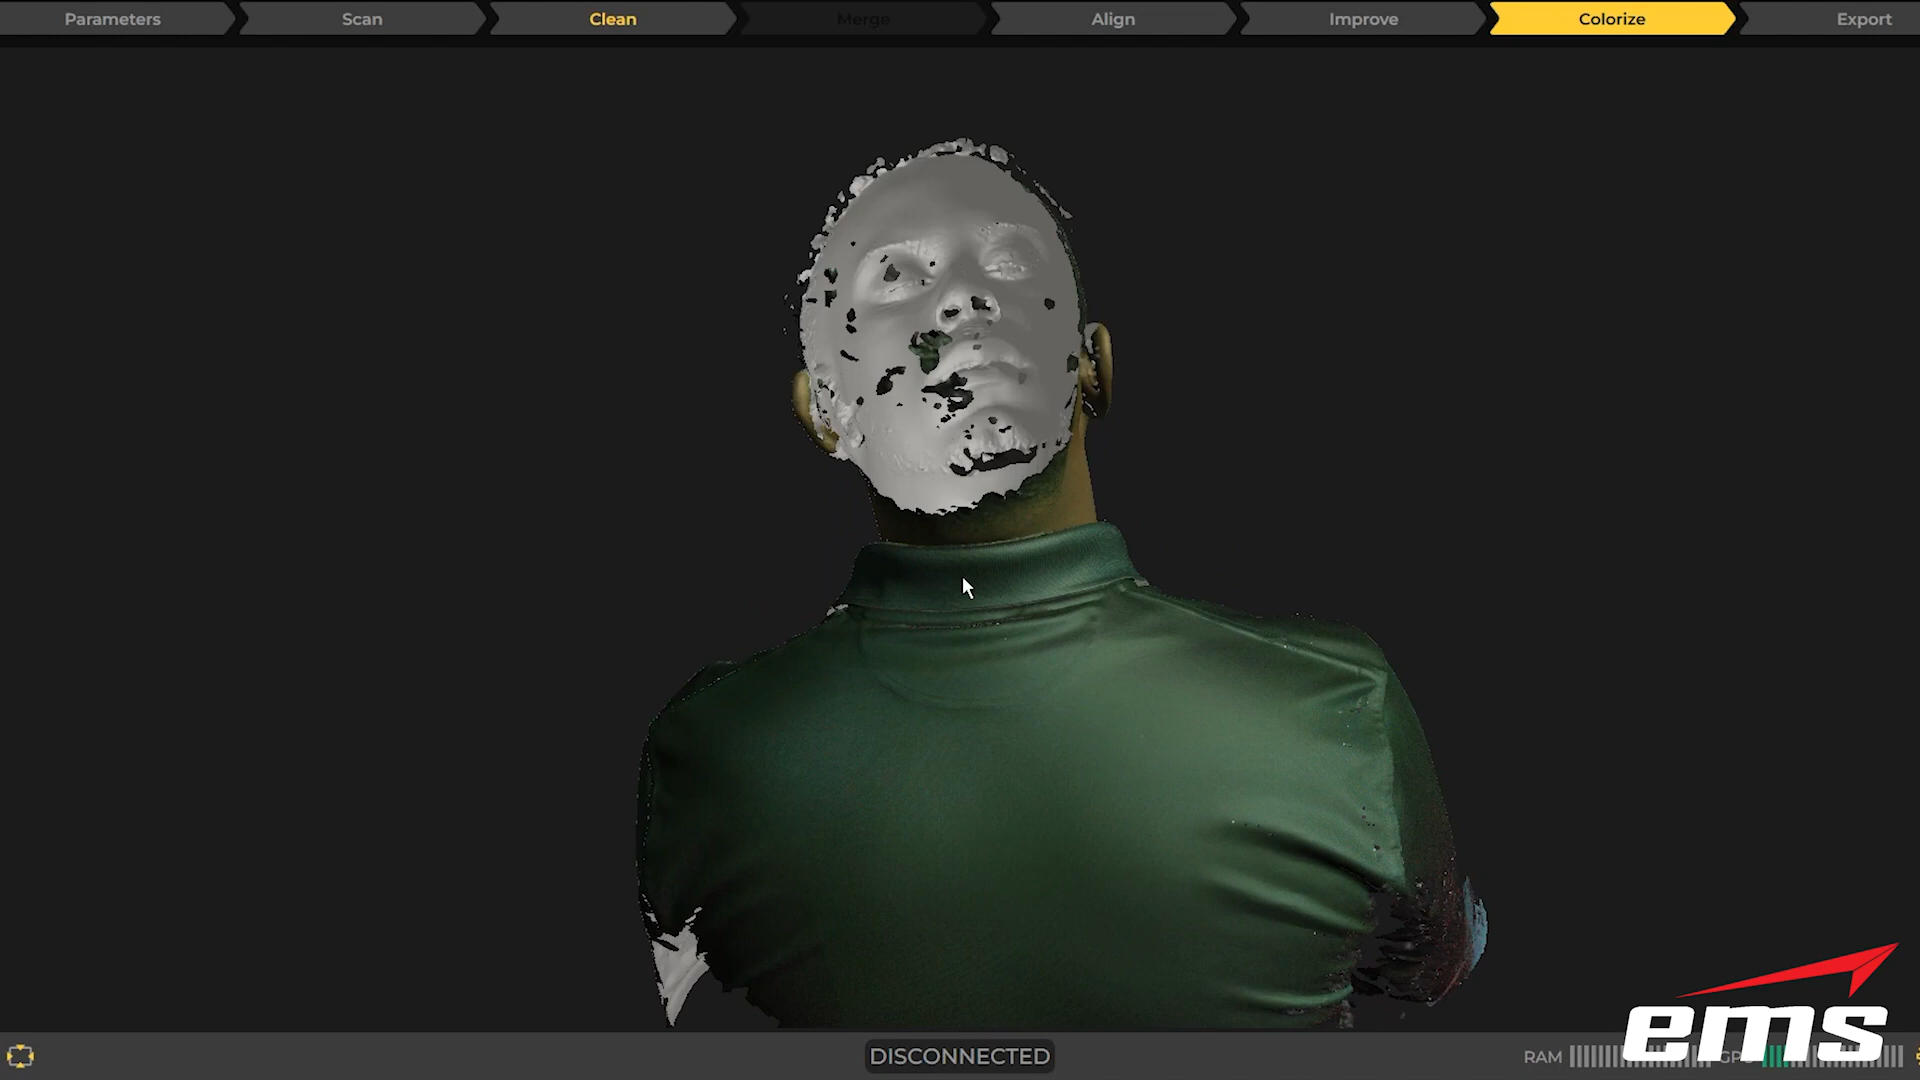 Parameters
Scan
Clean
Merge
Align
Improve
Colorize
Export
DISCONNECTED
RAM
ems